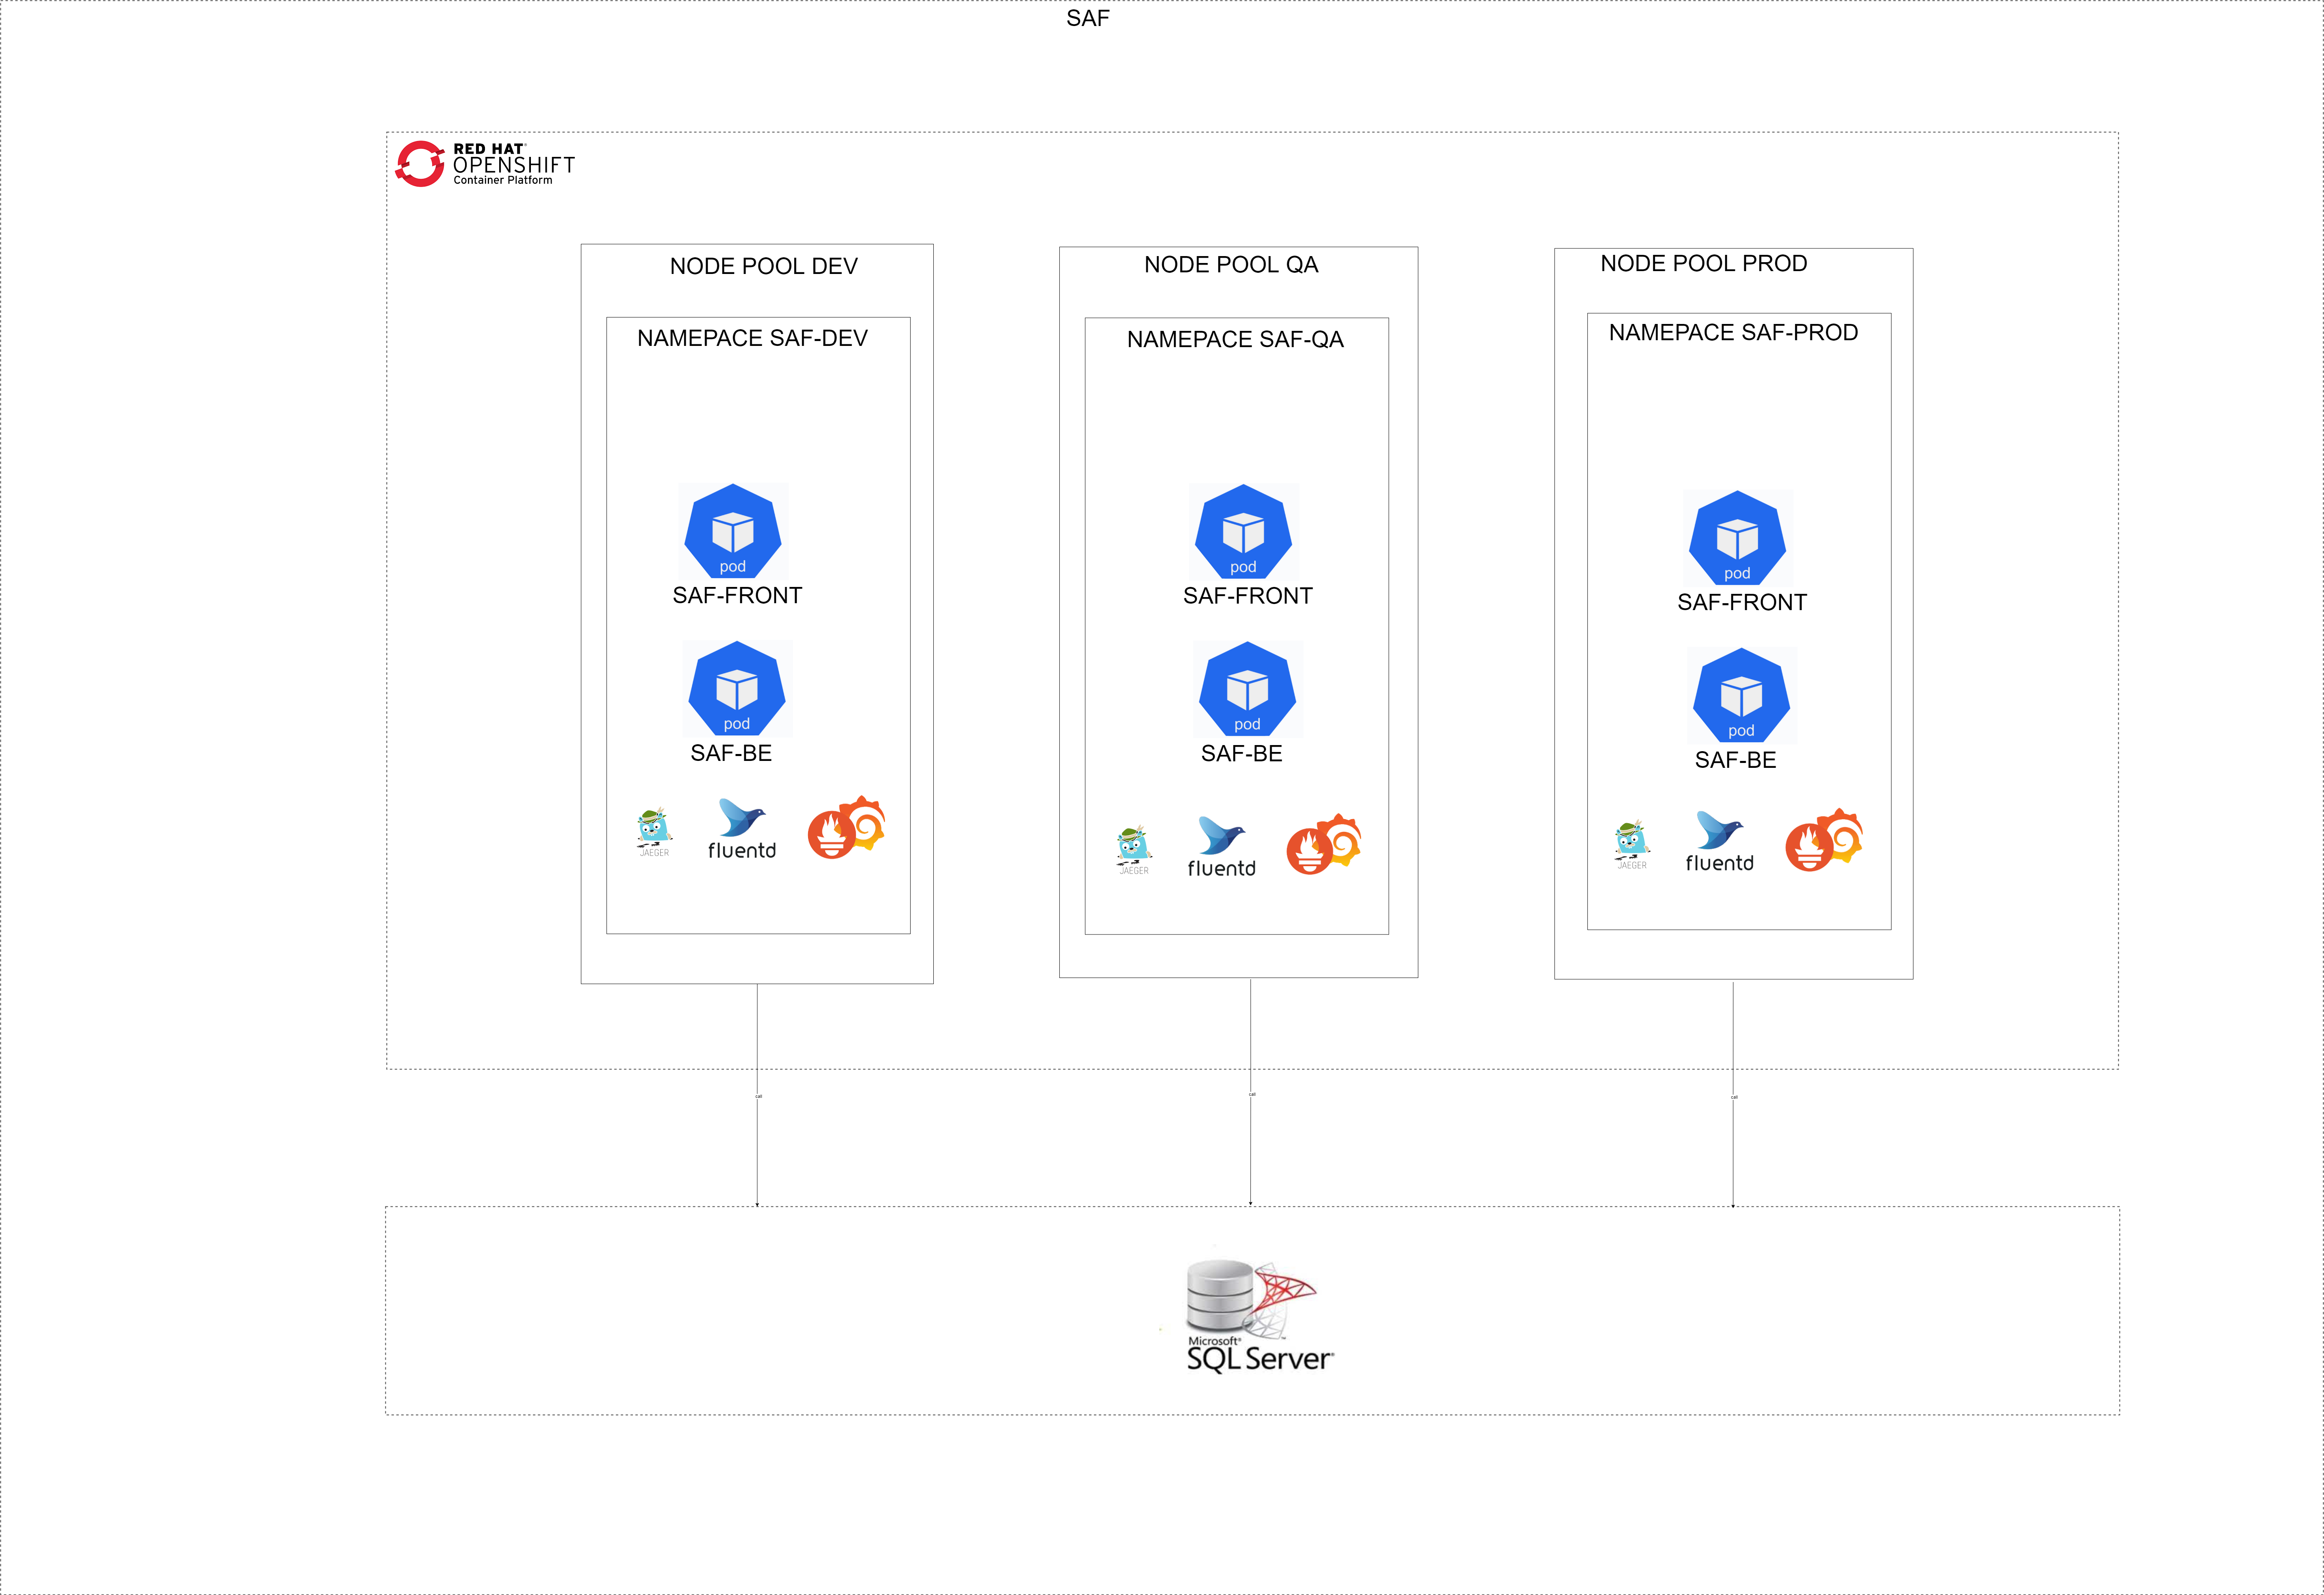 SAF
RED HAT®
OPENSHIFT
Container Platform
NODE POOL DEV
NAMEPACE SAF-DEV
pod
SAF-FRONT
pod
SAF-BE
JAEGER
fluentd
NODE POOL QA
NAMEPACE SAF-QA
pod
SAF-FRONT
pod
SAF-BE
JAEGER
fluentd
NODE POOL PROD
NAMEPACE SAF-PROD
pod
SAF-FRONT
pod
SAF-BE
JAEGER
fluentd
call
call
call
Microsoft®
SQL Server®